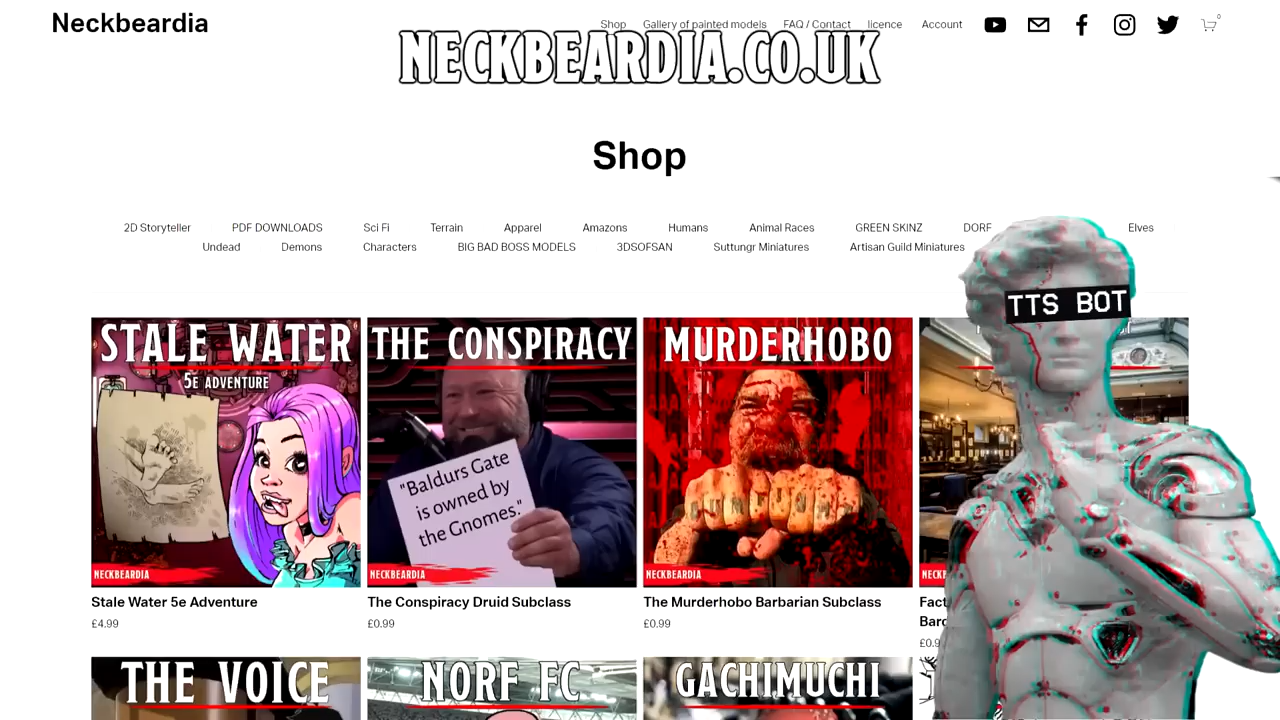 Neckbeardia
Shop Gallery of painted models FAQ / Contact licence Account
0
NECKBEARDIA.CO.UK
Shop
2D Storyteller PDF DOWNLOADS Sci Fi Terrain Apparel Amazons Humans Animal Races GREEN SKINZ DORF Elves
Undead Demons Characters BIG BAD BOSS MODELS 3DSOFSAN Suttungr Miniatures Artisan Guild Miniatures
TTS BOT
STALE WATER
5E ADVENTURE
NECKBEARDIA
THE CONSPIRACY
"Baldurs Gate
is owned by
the Gnomes."
NECKBEARDIA
MURDERHOBO
NECKBEARDIA
Stale Water 5e Adventure
£4.99
The Conspiracy Druid Subclass
£0.99
The Murderhobo Barbarian Subclass
£0.99
THE VOICE
NORF FC
GACHIMUCHI